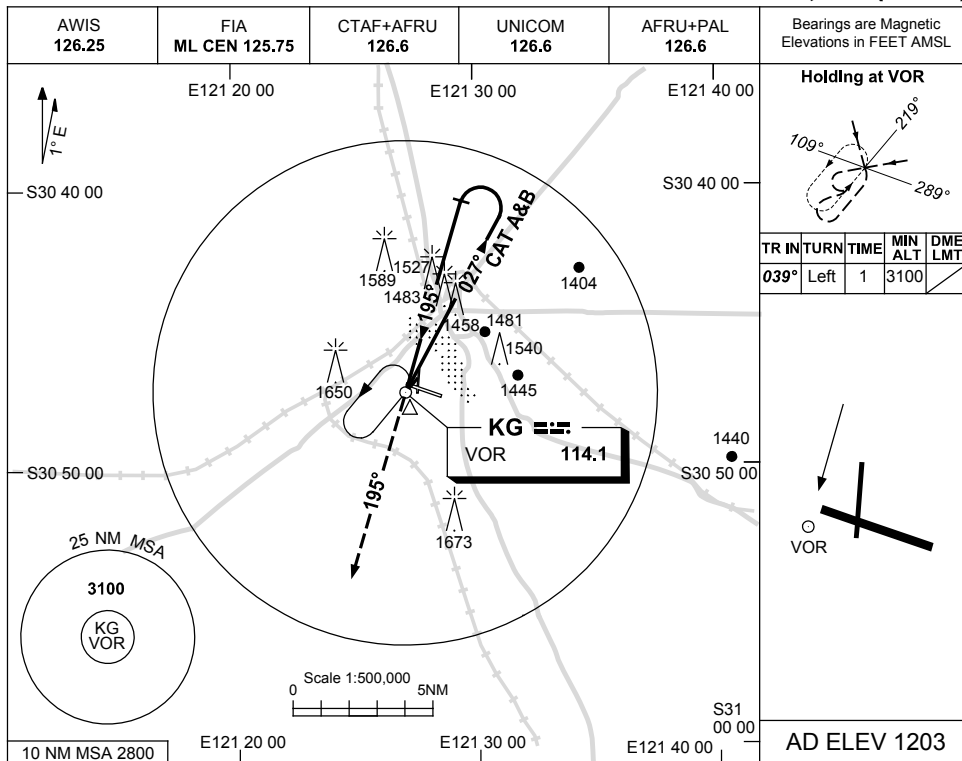 AWIS
126.25
FIA
ML CEN 125.75
CTAF+AFRU
126.6
UNICOM
126.6
AFRU+PAL
126.6
Bearings are Magnetic
Elevations in FEET AMSL
E121 20 00
E121 30 00
E121 40 00
1° E
S30 40 00
S30 40 00
Holding at VOR
219°
109°
289°
TR IN TURN TIME MIN ALT DME LMT
039° Left 1 3100
CAT A&B
027°
195°
1589
1527
1483
1458
1404
1481
1540
1445
1650
KG
VOR 114.1
1440
S30 50 00
S30 50 00
195°
1673
VOR
25 NM MSA
3100
KG
VOR
Scale 1:500,000
0 5NM
S31
00 00
10 NM MSA 2800
E121 20 00
E121 30 00
E121 40 00
AD ELEV 1203